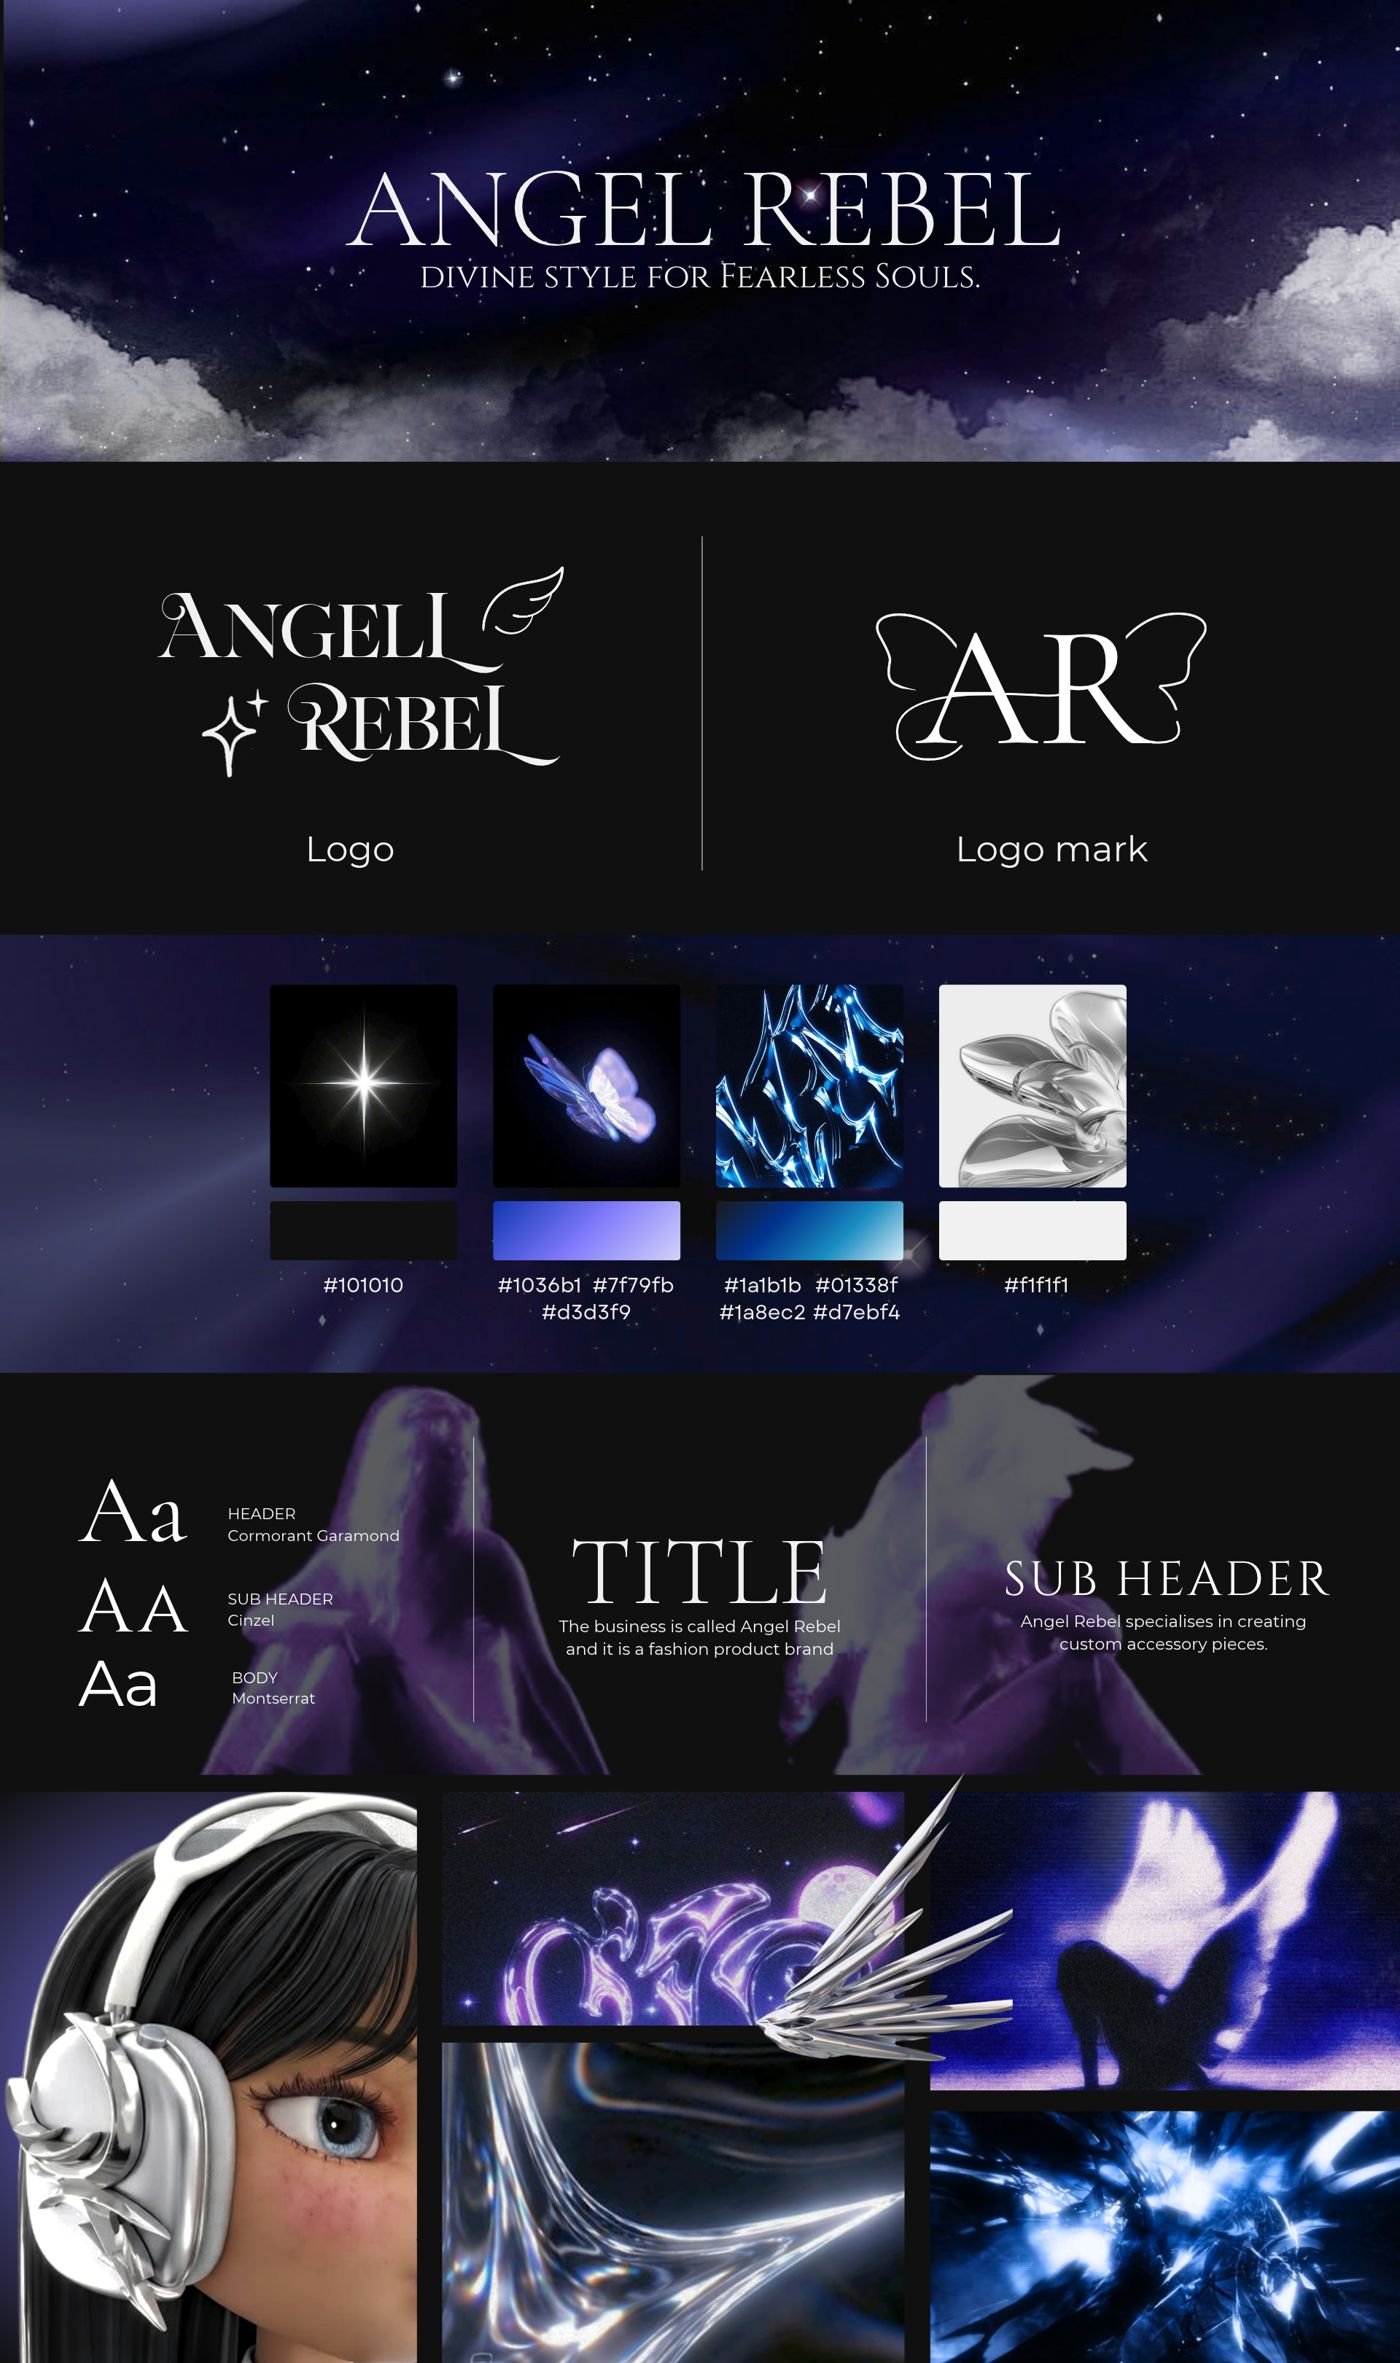 ANGEL REBEL
DIVINE STYLE FOR FEARLESS SOULS.
ANGELL
REBEL
AR
Logo
Logo mark
#101010
#1036b1 #7f79fb
#d3d3f9
#1a1b1b #01338f
#1a8ec2 #d7ebf4
#f1f1f1
Aa
HEADER
Cormorant Garamond
AA
SUB HEADER
Cinzel
Aa
BODY
Montserrat
TITLE
The business is called Angel Rebel
and it is a fashion product brand
SUB HEADER
Angel Rebel specialises in creating
custom accessory pieces.